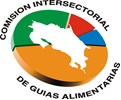 COMISION INTERSECTORIAL
DE GUIAS ALIMENTARIAS